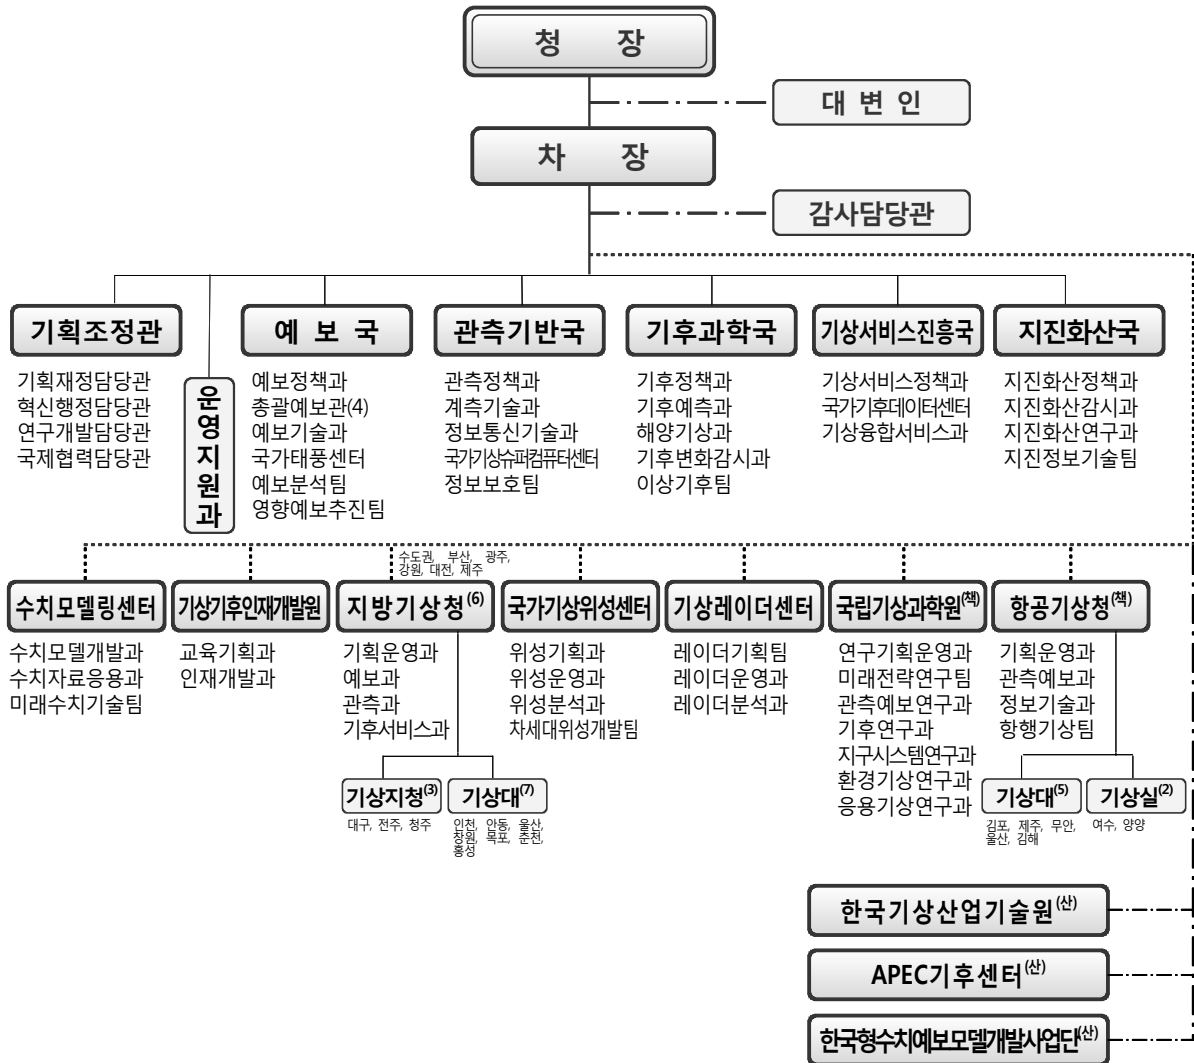 청 장
대 변 인
차 장
감사담당관
기획조정관
기획재정담당관
혁신행정담당관
연구개발담당관
국제협력담당관
운영지원과
예 보 국
예보정책과
총괄예보관(4)
예보기술과
국가태풍센터
예보분석팀
영향예보추진팀
관측기반국
관측정책과
계측기술과
정보통신기술과
국가기상슈퍼컴퓨터센터
정보보호팀
기후과학국
기후정책과
기후예측과
해양기상과
기후변화감시과
이상기후팀
기상서비스진흥국
기상서비스정책과
국가기후데이터센터
기상융합서비스과
지진화산국
지진화산정책과
지진화산감시과
지진화산연구과
지진정보기술팀
수치모델링센터
수치모델개발과
수치자료응용과
미래수치기술팀
기상기후인재개발원
교육기획과
인재개발과
수도권, 부산, 광주,
강원, 대전, 제주
지방기상청(6)
기획운영과
예보과
관측과
기후서비스과
기상지청(3)
대구, 전주, 청주
기상대(7)
인천, 안동, 울산,
창원, 목포, 춘천,
홍성
국가기상위성센터
위성기획과
위성운영과
위성분석과
차세대위성개발팀
기상레이더센터
레이더기획팀
레이더운영과
레이더분석과
국립기상과학원(책)
연구기획운영과
미래전략연구팀
관측예보연구과
기후연구과
지구시스템연구과
환경기상연구과
응용기상연구과
항공기상청(책)
기획운영과
관측예보과
정보기술과
항행기상팀
기상대(5)
김포, 제주, 무안,
울산, 김해
기상실(2)
여수, 양양
한국기상산업기술원(산)
APEC기후센터(산)
한국형수치예보모델개발사업단(산)